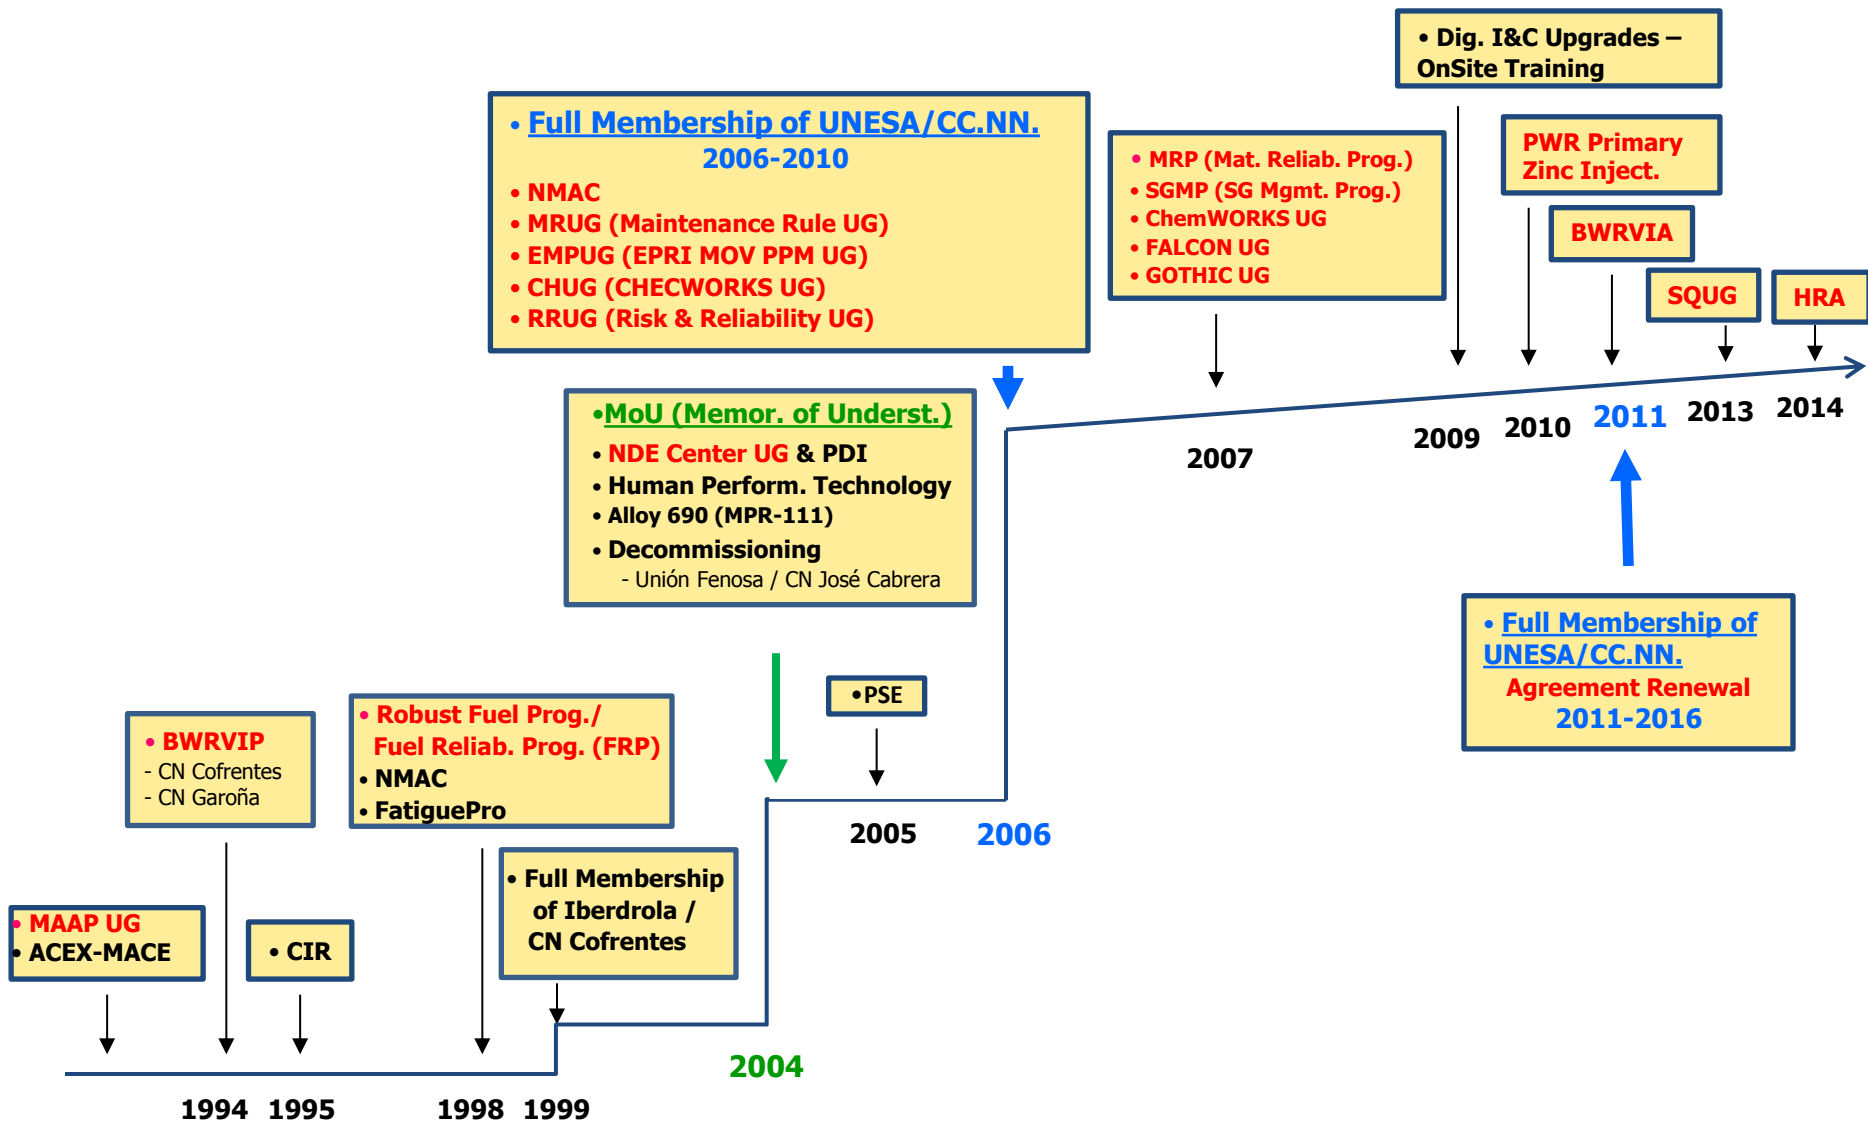 • Dig. I&C Upgrades –
OnSite Training
• Full Membership of UNESA/CC.NN.
2006-2010
• NMAC
• MRUG (Maintenance Rule UG)
• EMPUG (EPRI MOV PPM UG)
• CHUG (CHECWORKS UG)
• RRUG (Risk & Reliability UG)
• MRP (Mat. Reliab. Prog.)
• SGMP (SG Mgmt. Prog.)
• ChemWORKS UG
• FALCON UG
• GOTHIC UG
PWR Primary
Zinc Inject.
BWRVIA
SQUG
HRA
•MoU (Memor. of Underst.)
• NDE Center UG & PDI
• Human Perform. Technology
• Alloy 690 (MPR-111)
• Decommissioning
- Unión Fenosa / CN José Cabrera
2007
2009
2010
2011
2013
2014
• Full Membership of
UNESA/CC.NN.
Agreement Renewal
2011-2016
•PSE
2005
2006
• BWRVIP
- CN Cofrentes
- CN Garoña
• Robust Fuel Prog./
Fuel Reliab. Prog. (FRP)
• NMAC
• FatiguePro
• Full Membership
of Iberdrola /
CN Cofrentes
• MAAP UG
• ACEX-MACE
• CIR
2004
1994
1995
1998
1999